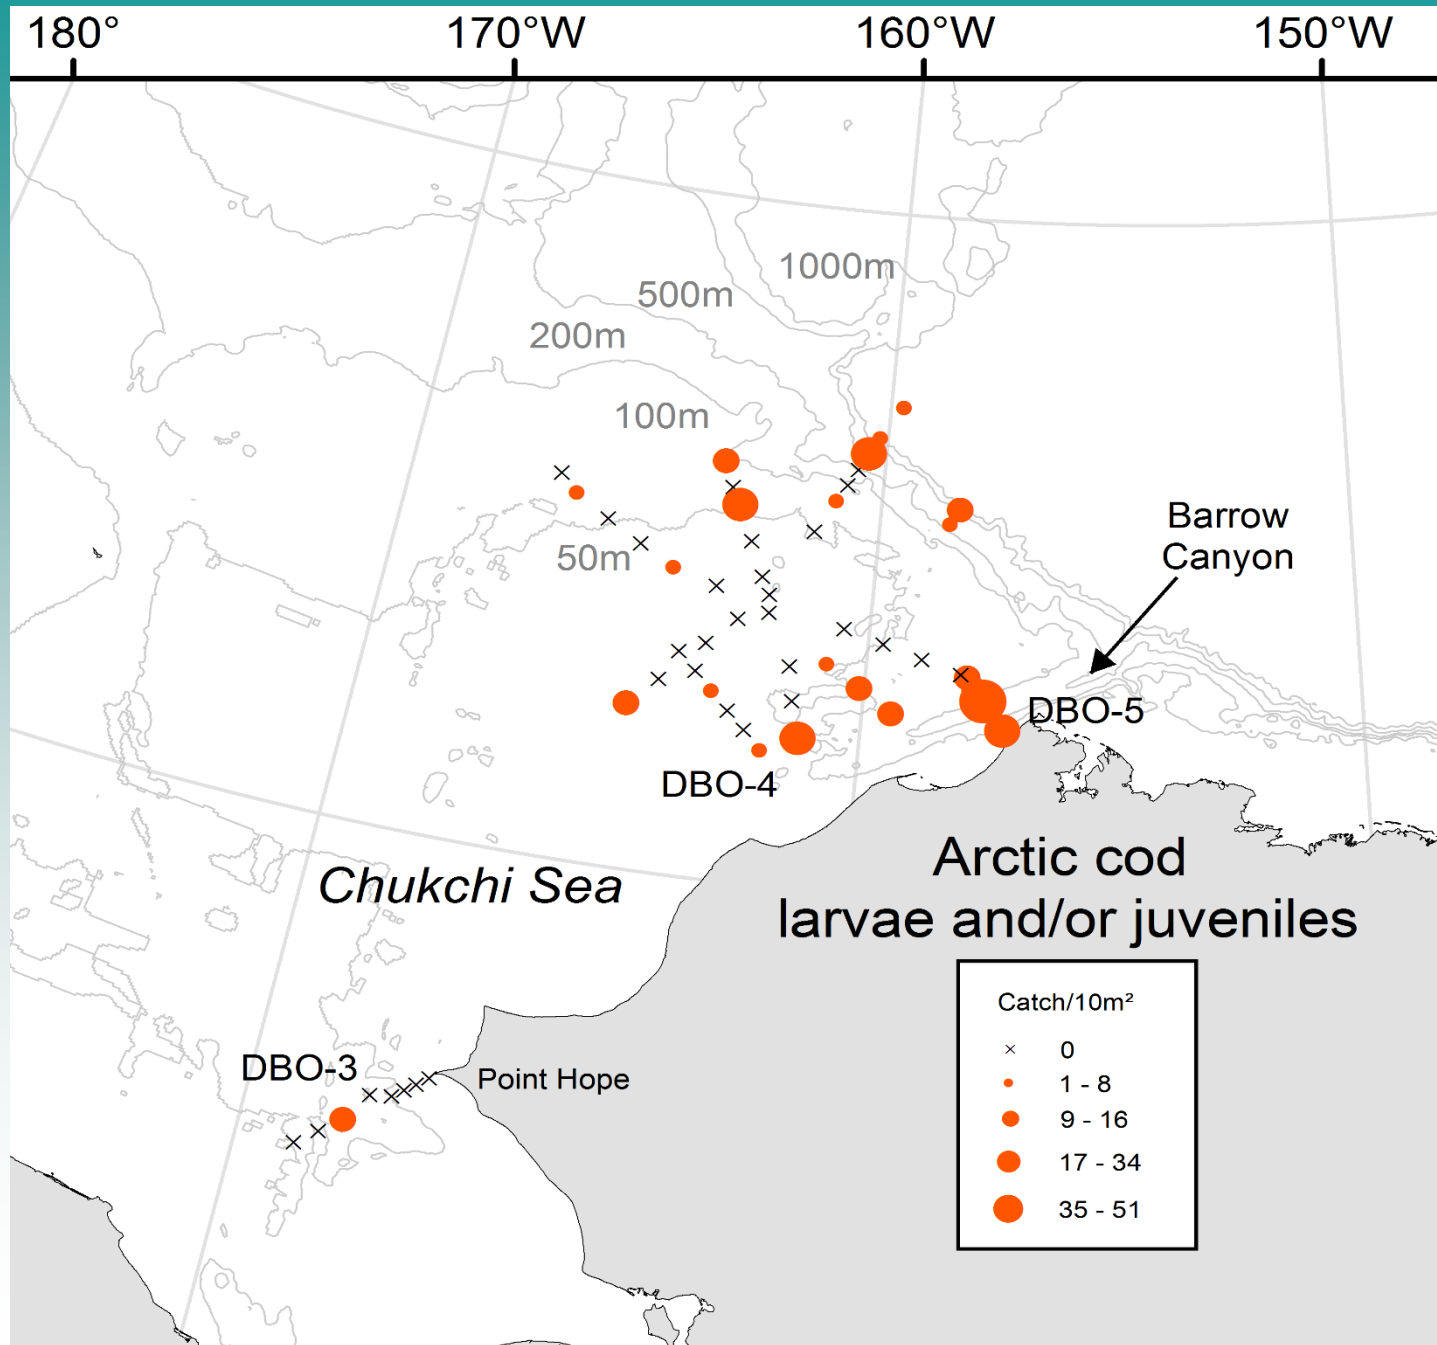 180°
170°W
160°W
150°W
1000m
500m
200m
100m
50m
Barrow
Canyon
DBO-5
DBO-4
Arctic cod
larvae and/or juveniles
Chukchi Sea
Catch/10m²
0
1 - 8
9 - 16
17 - 34
35 - 51
DBO-3
Point Hope